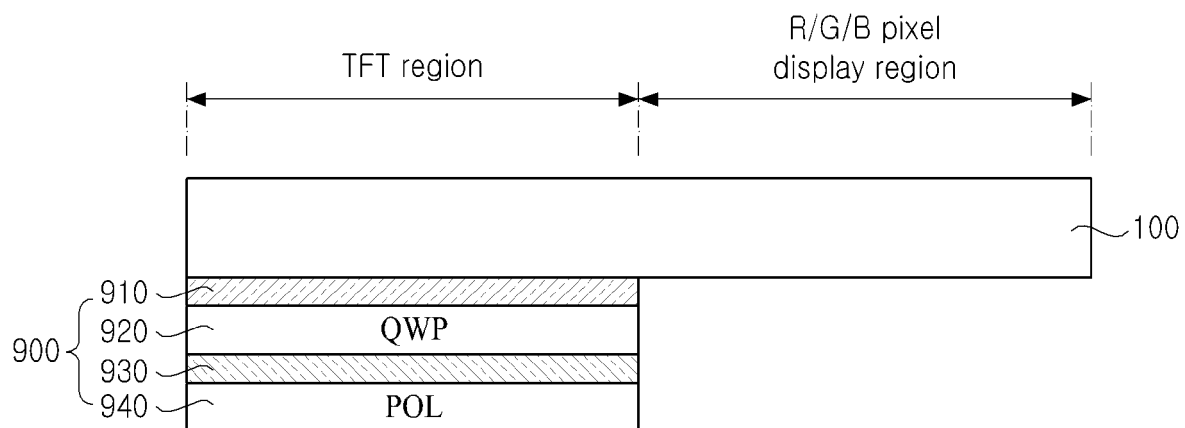 R/G/B pixel
TFT region
display region
100
910
920
QWP
900
930
940
POL